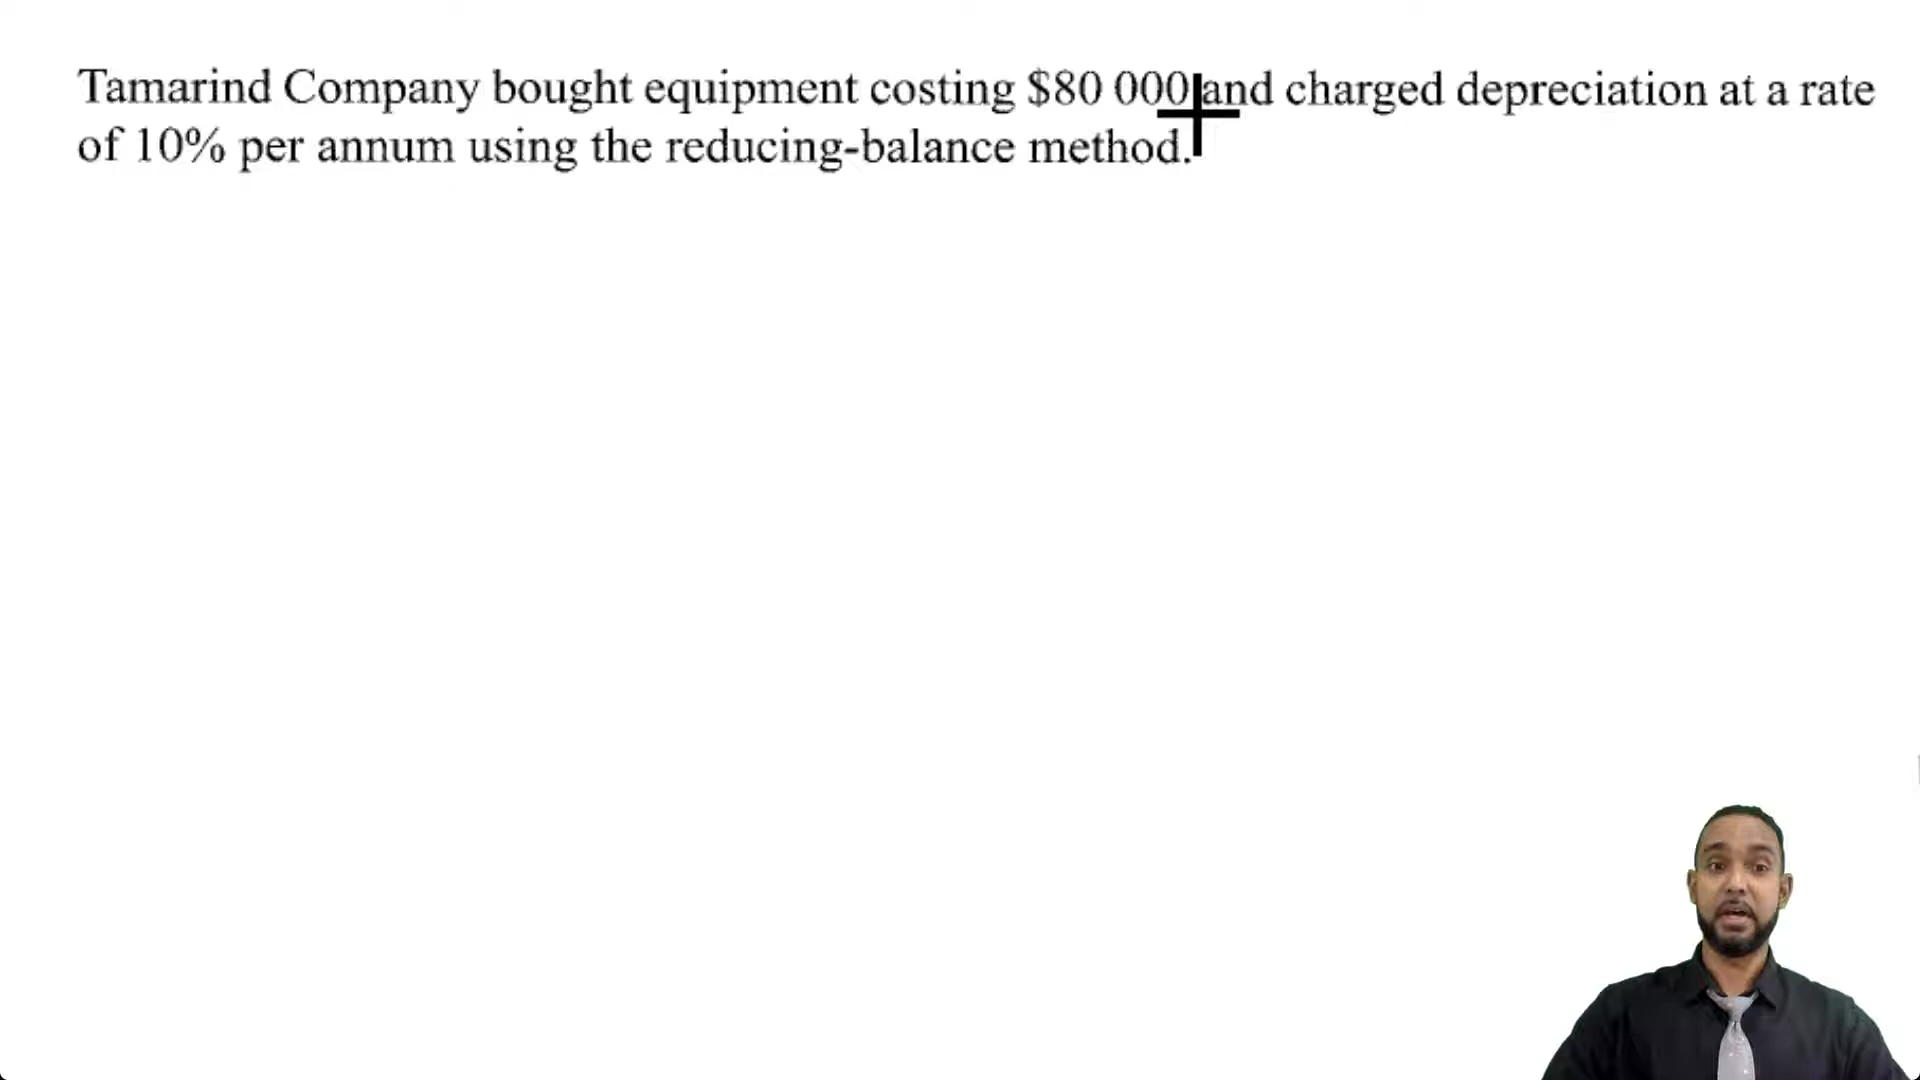 Tamarind Company bought equipment costing $80 000 and charged depreciation at a rate
of 10% per annum using the reducing-balance method.